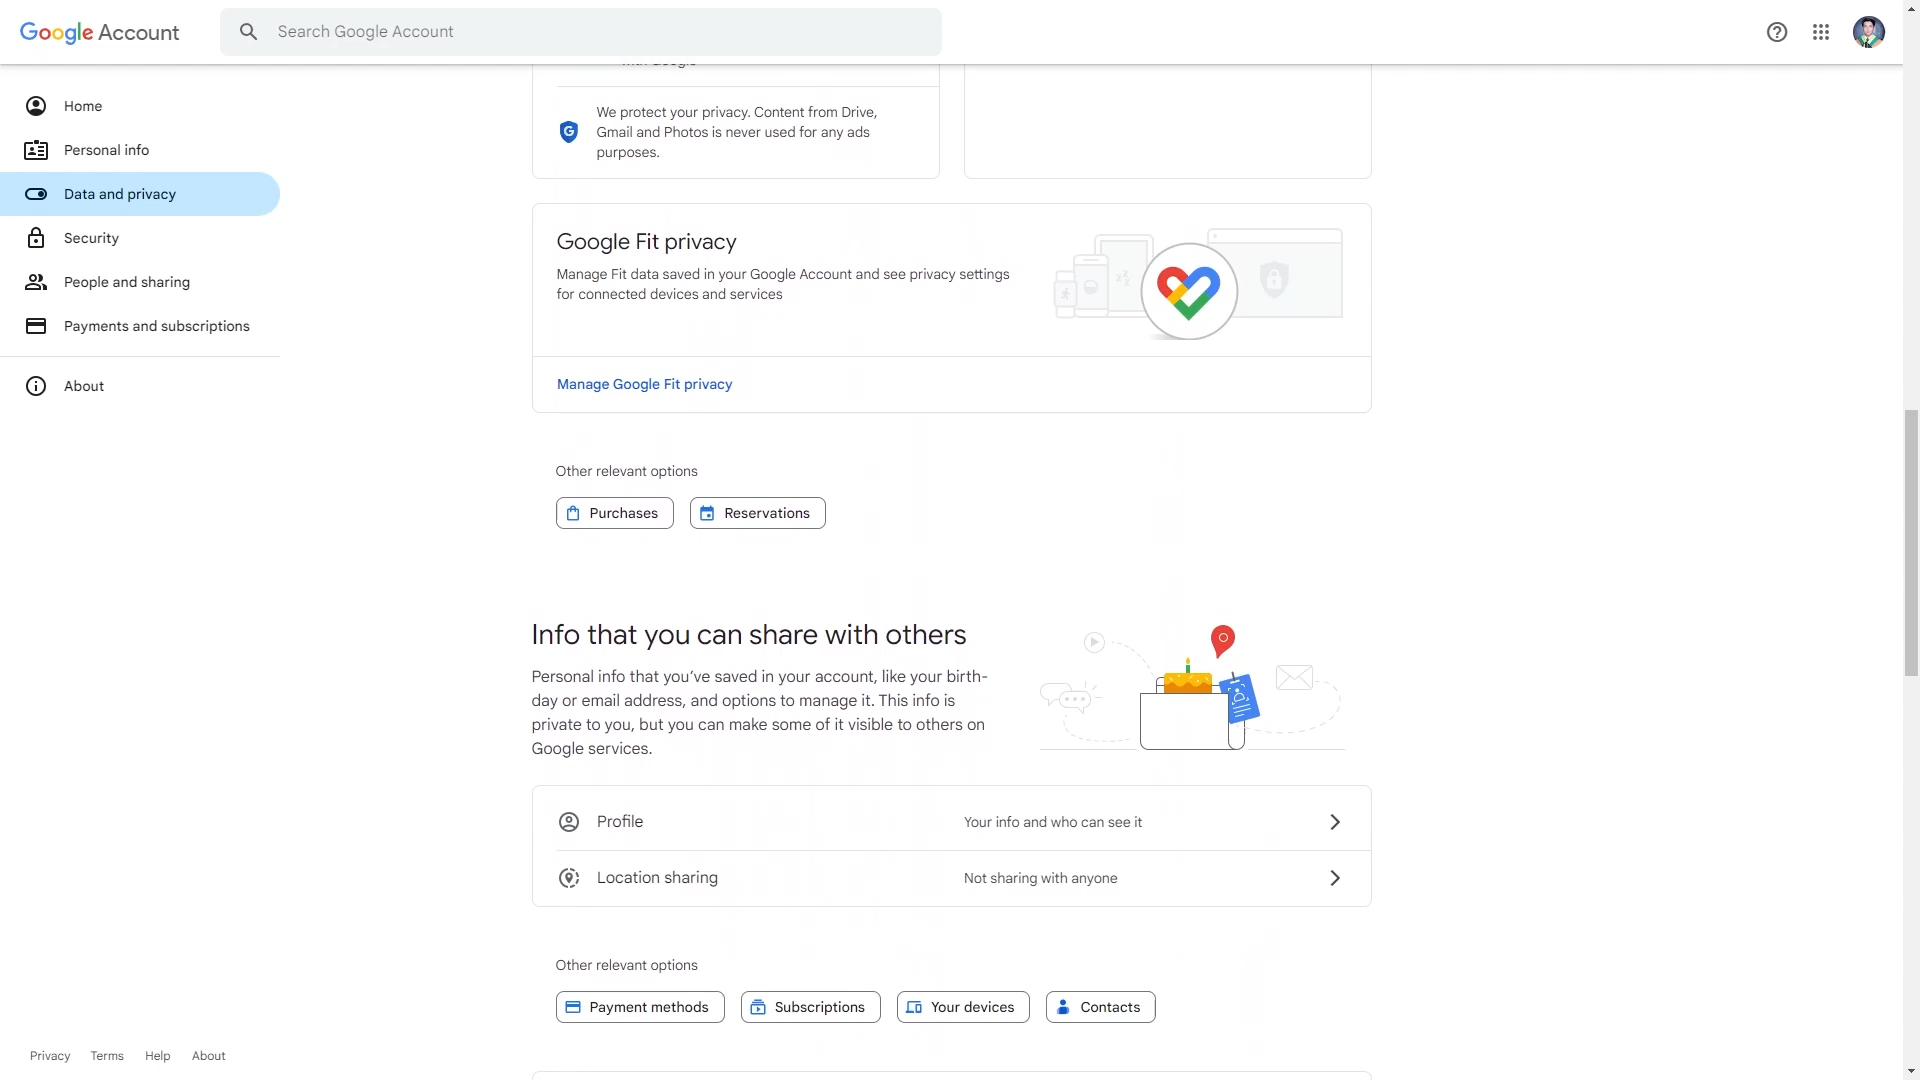 Google Account
Search Google Account
Home
Personal info
Data and privacy
Security
People and sharing
Payments and subscriptions
About
We protect your privacy. Content from Drive,
Gmail and Photos is never used for any ads
purposes.
Google Fit privacy
Manage Fit data saved in your Google Account and see privacy settings
for connected devices and services
Manage Google Fit privacy
Other relevant options
Purchases
Reservations
Info that you can share with others
Personal info that you’ve saved in your account, like your birth-
day or email address, and options to manage it. This info is
private to you, but you can make some of it visible to others on
Google services.
Profile
Your info and who can see it
Location sharing
Not sharing with anyone
Other relevant options
Payment methods
Subscriptions
Your devices
Contacts
Privacy
Terms
Help
About